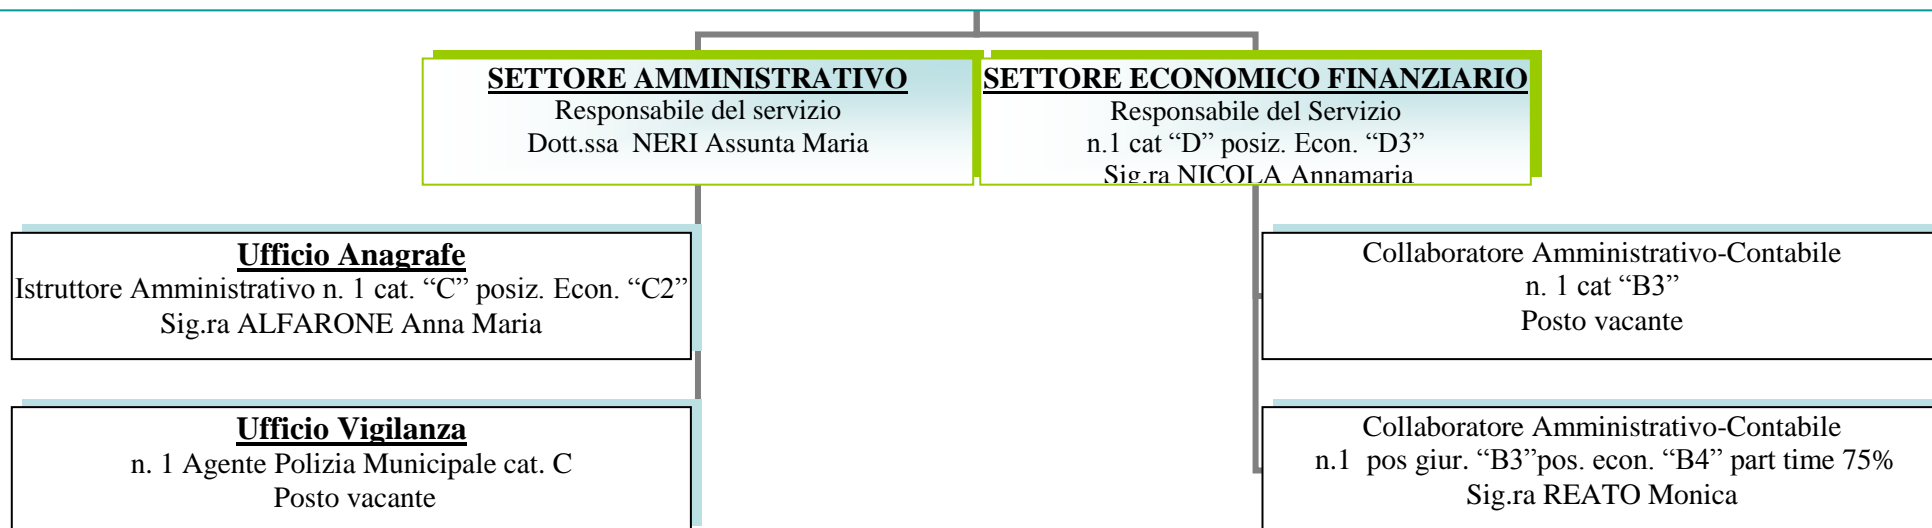 SETTORE AMMINISTRATIVO
Responsabile del servizio
Dott.ssa NERI Assunta Maria
SETTORE ECONOMICO FINANZIARIO
Responsabile del Servizio
n.1 cat “D” posiz. Econ. “D3”
Sig.ra NICOLA Annamaria
Ufficio Anagrafe
Istruttore Amministrativo n. 1 cat. “C” posiz. Econ. “C2”
Sig.ra ALFARONE Anna Maria
Collaboratore Amministrativo-Contabile
n. 1 cat “B3”
Posto vacante
Ufficio Vigilanza
n. 1 Agente Polizia Municipale cat. C
Posto vacante
Collaboratore Amministrativo-Contabile
n.1 pos giur. “B3”pos. econ. “B4” part time 75%
Sig.ra REATO Monica